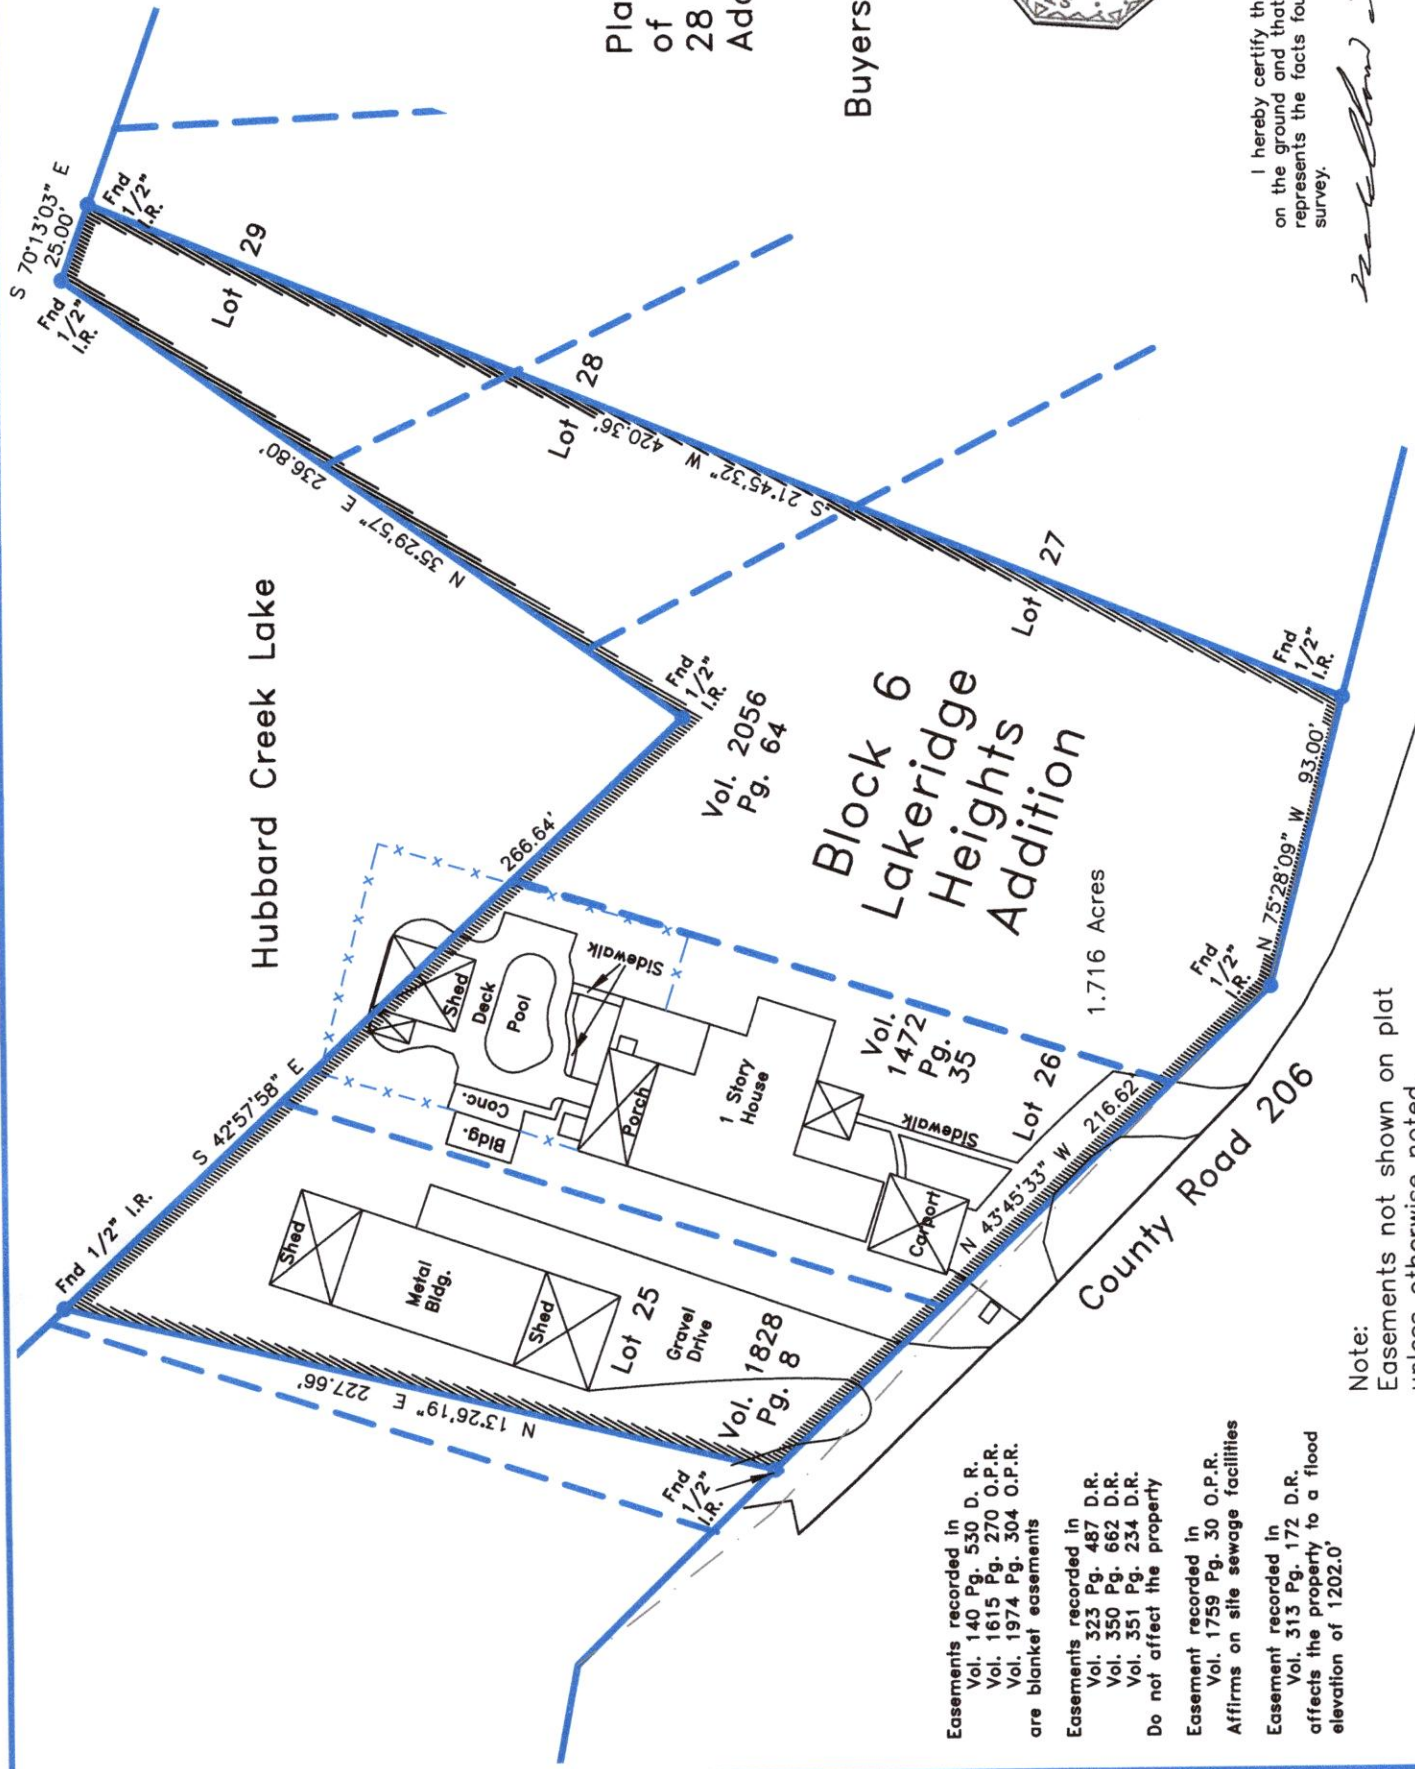 Pla
of
28
Add
Buyers
I hereby certify th
on the ground and that
represents the facts fou
survey.
Hubbard Creek Lake
S 70°13'03" E
25.00'
Fnd
1/2"
I.R.
Fnd
1/2"
I.R.
Lot 29
Lot 28
Lot 27
N 35°29'57" E 236.80'
S 21°45'32" W 420.36'
Fnd
1/2"
I.R.
Fnd
1/2"
I.R.
Vol. 2056
Pg. 64
Block 6
Lakeridge
Heights
Addition
1.716 Acres
S 42°57'58" E 266.64'
Fnd 1/2" I.R.
N 75°28'09" W 93.00'
Fnd
1/2"
I.R.
Shed
Deck
Pool
Sidewalk
Conc.
Bldg.
Porch
1 Story
House
Vol.
1472
Pg.
35
Lot 26
Sidewalk
Carport
N 43°45'33" W 216.62'
County Road 206
Shed
Metal
Bldg.
Shed
Lot 25
Gravel
Drive
Vol. 1828
Pg. 8
N 13°26'19" E 227.66'
Fnd
1/2"
I.R.
Easements recorded in
Vol. 140 Pg. 530 D. R.
Vol. 1615 Pg. 270 O.P.R.
Vol. 1974 Pg. 304 O.P.R.
are blanket easements
Easements recorded in
Vol. 323 Pg. 487 D.R.
Vol. 350 Pg. 662 D.R.
Vol. 351 Pg. 234 D.R.
Do not affect the property
Easement recorded in
Vol. 1759 Pg. 30 O.P.R.
Affirms on site sewage facilities
Easement recorded in
Vol. 313 Pg. 172 D.R.
affects the property to a flood
elevation of 1202.0'
Note:
Easements not shown on plat
unless otherwise noted